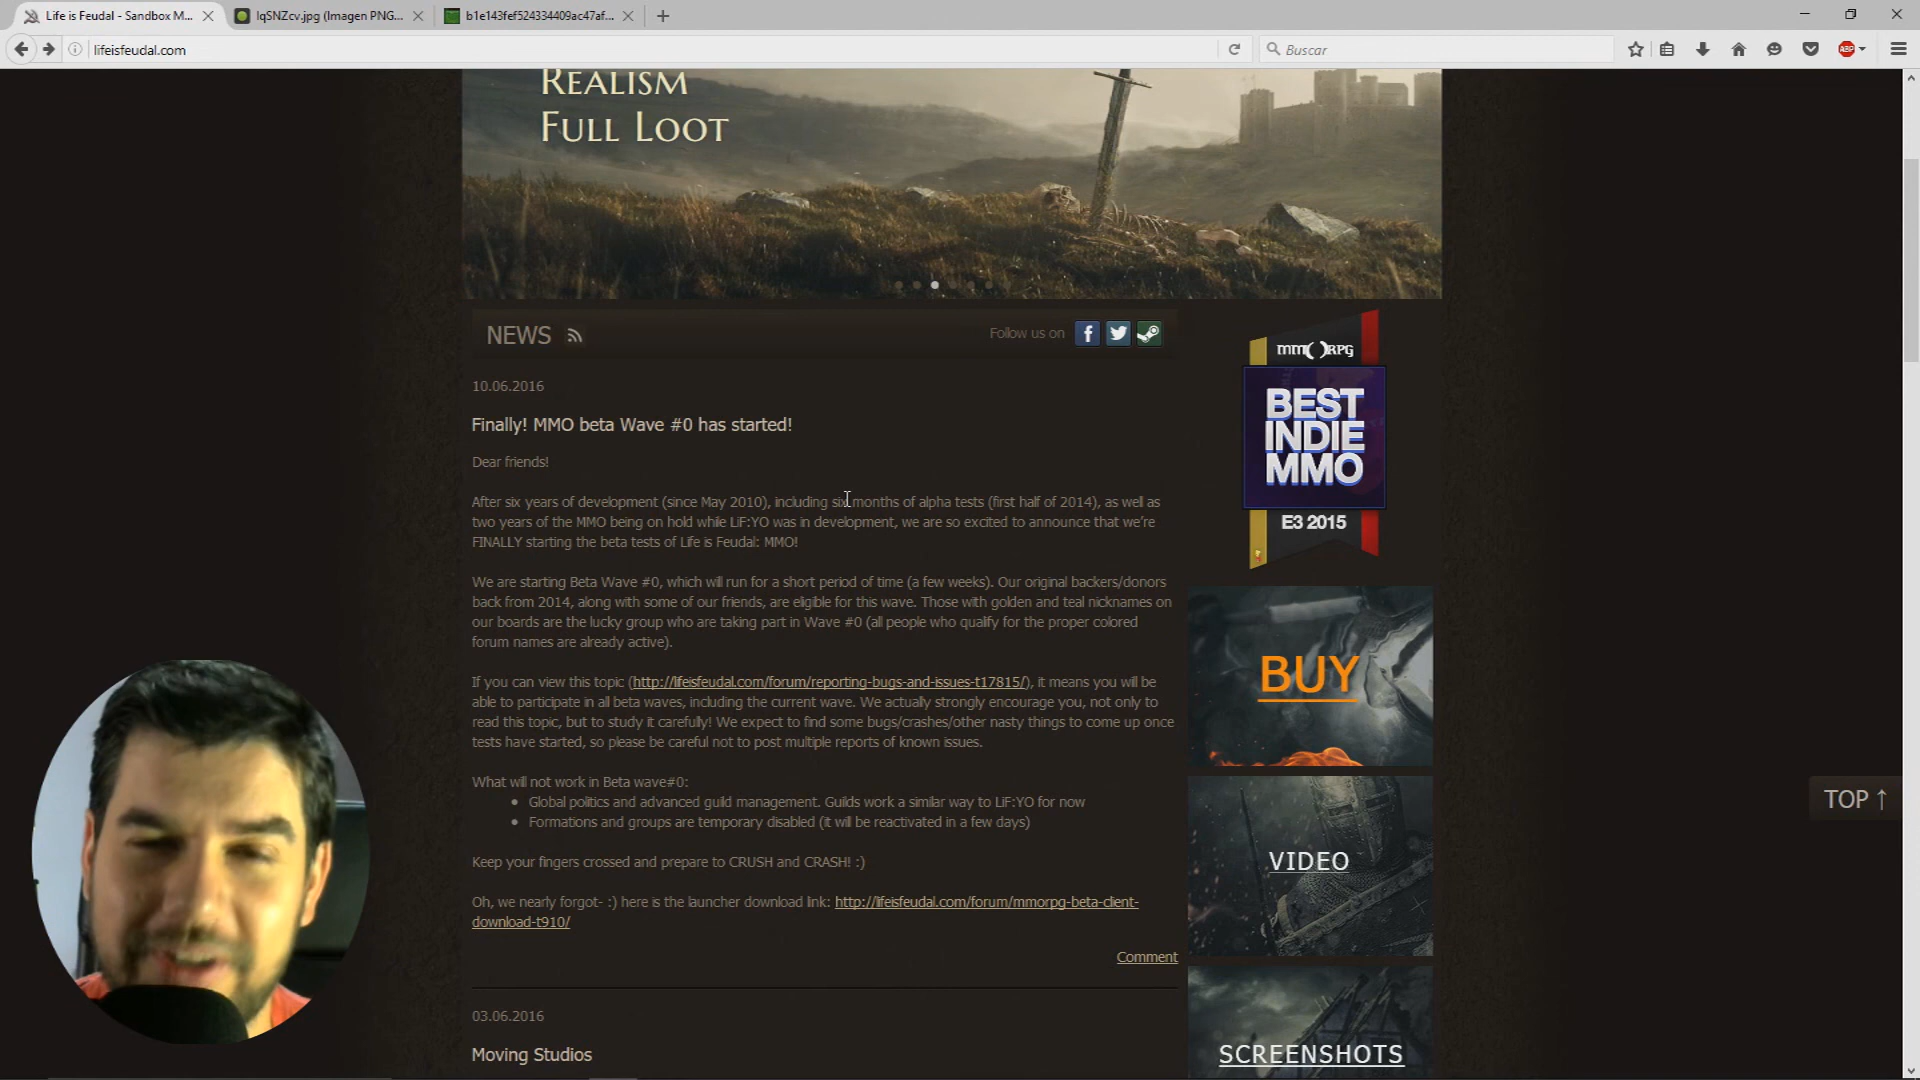 Life is Feudal - Sandbox M...
IqSNZcv.jpg (Imagen PNG...
b1e143fef524334409ac47af...
lifeisfeudal.com
Buscar
ABP
REALISM
FULL LOOT
NEWS
Follow us on
10.06.2016
Finally! MMO beta Wave #0 has started!
Dear friends!
After six years of development (since May 2010), including six months of alpha tests (first half of 2014), as well as
two years of the MMO being on hold while LiF:YO was in development, we are so excited to announce that we're
FINALLY starting the beta tests of Life is Feudal: MMO!
We are starting Beta Wave #0, which will run for a short period of time (a few weeks). Our original backers/donors
back from 2014, along with some of our friends, are eligible for this wave. Those with golden and teal nicknames on
our boards are the lucky group who are taking part in Wave #0 (all people who qualify for the proper colored
forum names are already active).
If you can view this topic (http://lifeisfeudal.com/forum/reporting-bugs-and-issues-t17815/), it means you will be
able to participate in all beta waves, including the current wave. We actually strongly encourage you, not only to
read this topic, but to study it carefully! We expect to find some bugs/crashes/other nasty things to come up once
tests have started, so please be careful not to post multiple reports of known issues.
What will not work in Beta wave#0:
Global politics and advanced guild management. Guilds work a similar way to LiF:YO for now
Formations and groups are temporary disabled (it will be reactivated in a few days)
Keep your fingers crossed and prepare to CRUSH and CRASH! :)
Oh, we nearly forgot- :) here is the launcher download link: http://lifeisfeudal.com/forum/mmorpg-beta-client-
download-t910/
Comment
03.06.2016
Moving Studios
mmorpg
BEST
INDIE
MMO
E3 2015
BUY
VIDEO
SCREENSHOTS
TOP ↑